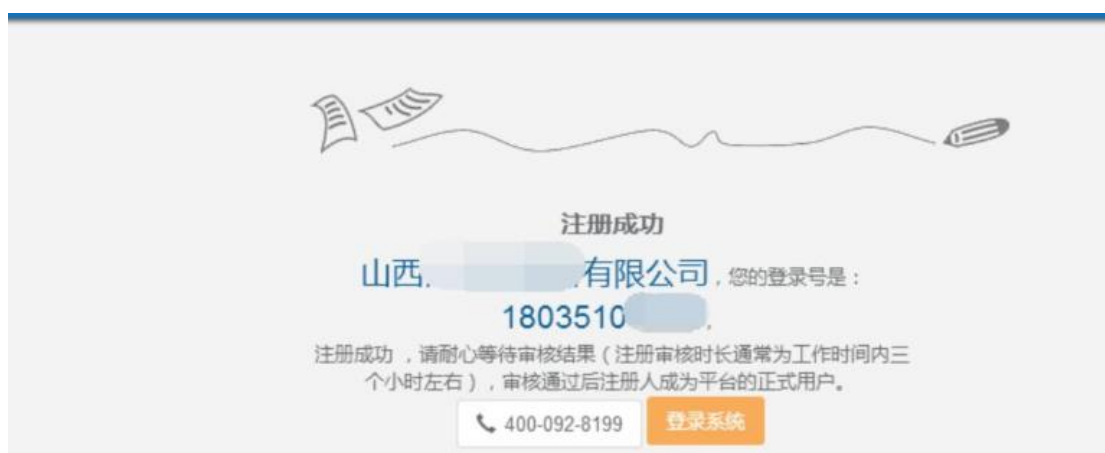 注册成功
山西 有限公司，您的登录号是：
1803510
注册成功 ，请耐心等待审核结果（注册审核时长通常为工作时间内三
个小时左右），审核通过后注册人成为平台的正式用户。
400-092-8199 登录系统